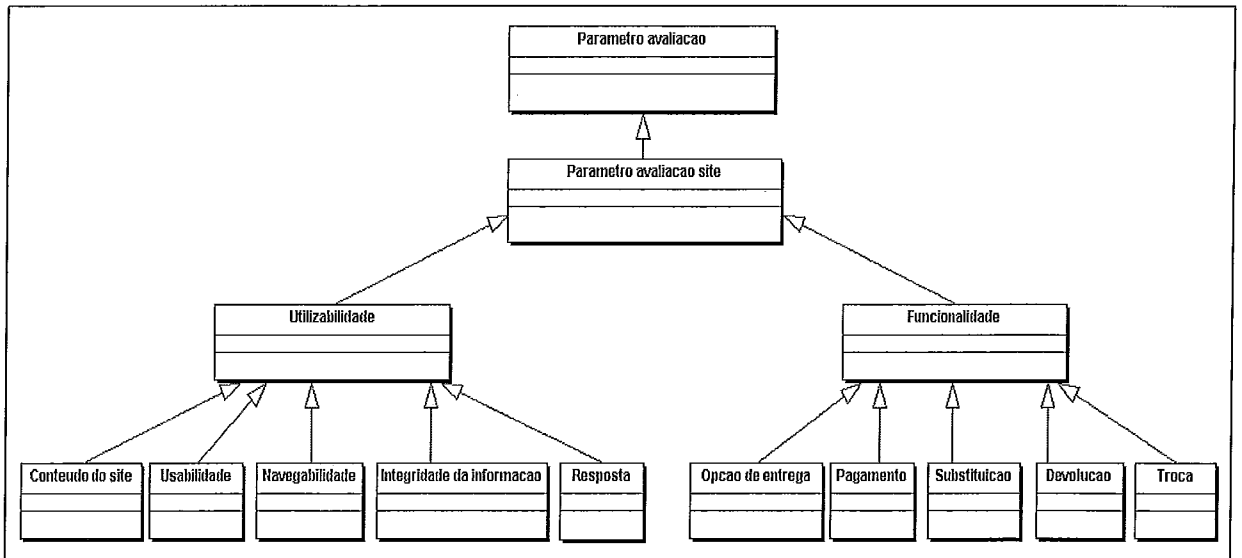 Parametro avaliacao
Parametro avaliacao site
Utilizabilidade
Funcionalidade
Conteudo do site
Usabilidade
Navegabilidade
Integridade da informacao
Resposta
Opcao de entrega
Pagamento
Substituicao
Devolucao
Troca